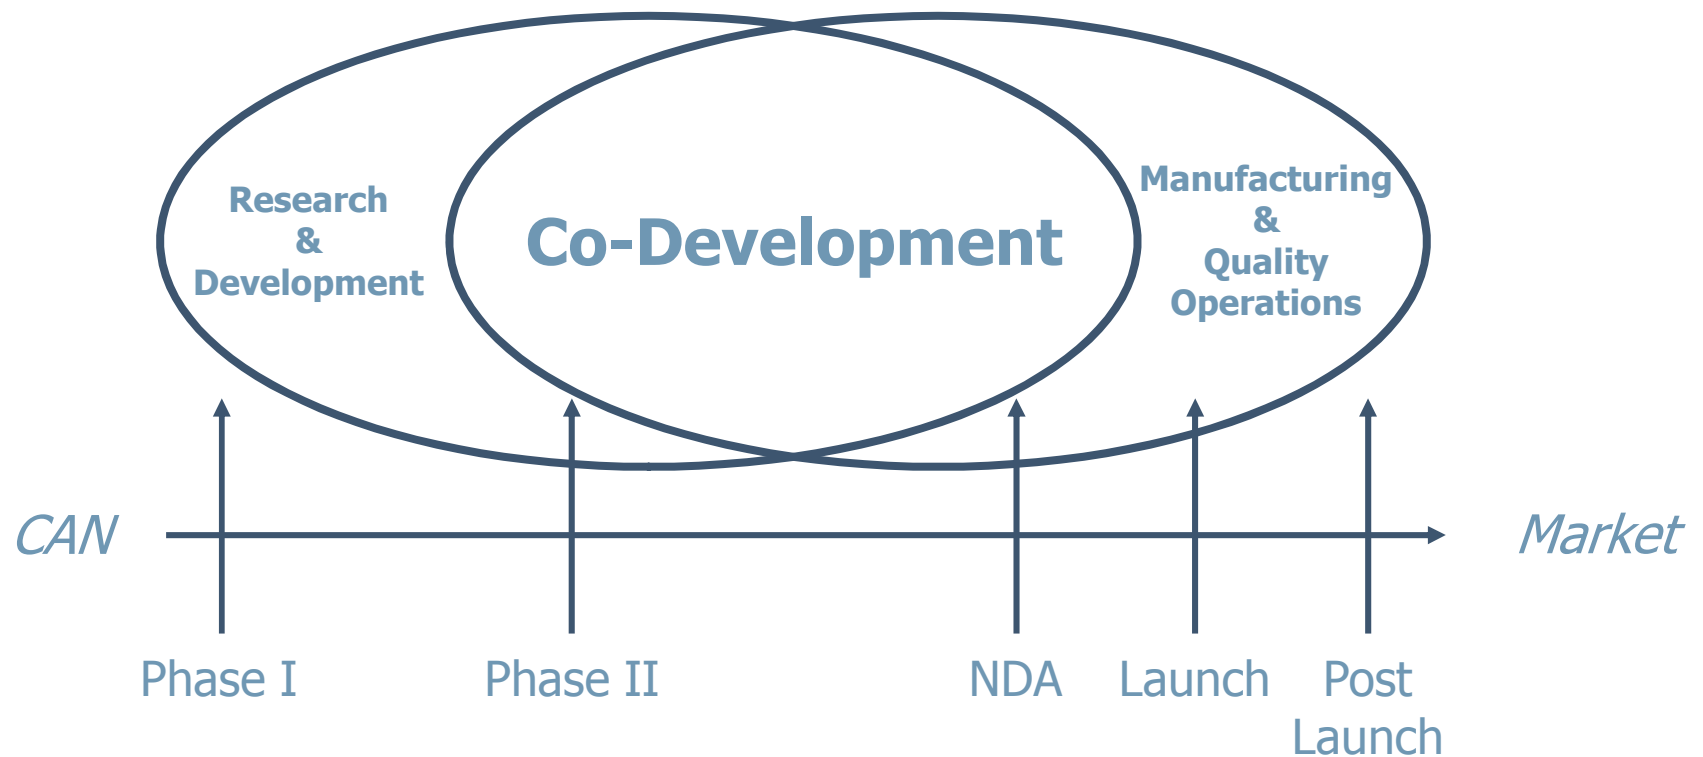 Research
&
Development
Co-Development
Manufacturing
&
Quality
Operations
CAN
Market
Phase I
Phase II
NDA
Launch
Post
Launch